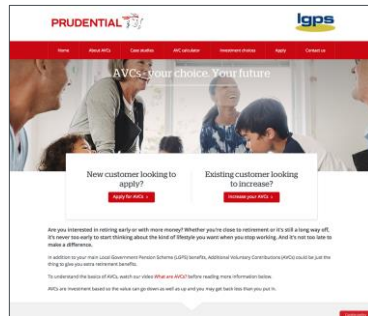 PRUDENTIAL
lgps
Home About AVCs Case studies AVC calculator Investment choices Apply Contact us
AVCs - your choice. Your future
New customer looking to
apply?
Apply for AVCs >
Existing customer looking
to increase?
Increase your AVCs >
Are you interested in retiring early or with more money? Whether you're close to retirement or it's still a long way off,
it's never too early to start thinking about the kind of lifestyle you want when you stop working. And it's not too late to
make a difference.
In addition to your main Local Government Pension Scheme (LGPS) benefits, Additional Voluntary Contributions (AVCs) could be just the
thing to give you extra retirement benefits.
To understand the basics of AVCs, watch our video What are AVCs? before reading more information below.
AVCs are investment based so the value can go down as well as up and you may get back less than you put in.